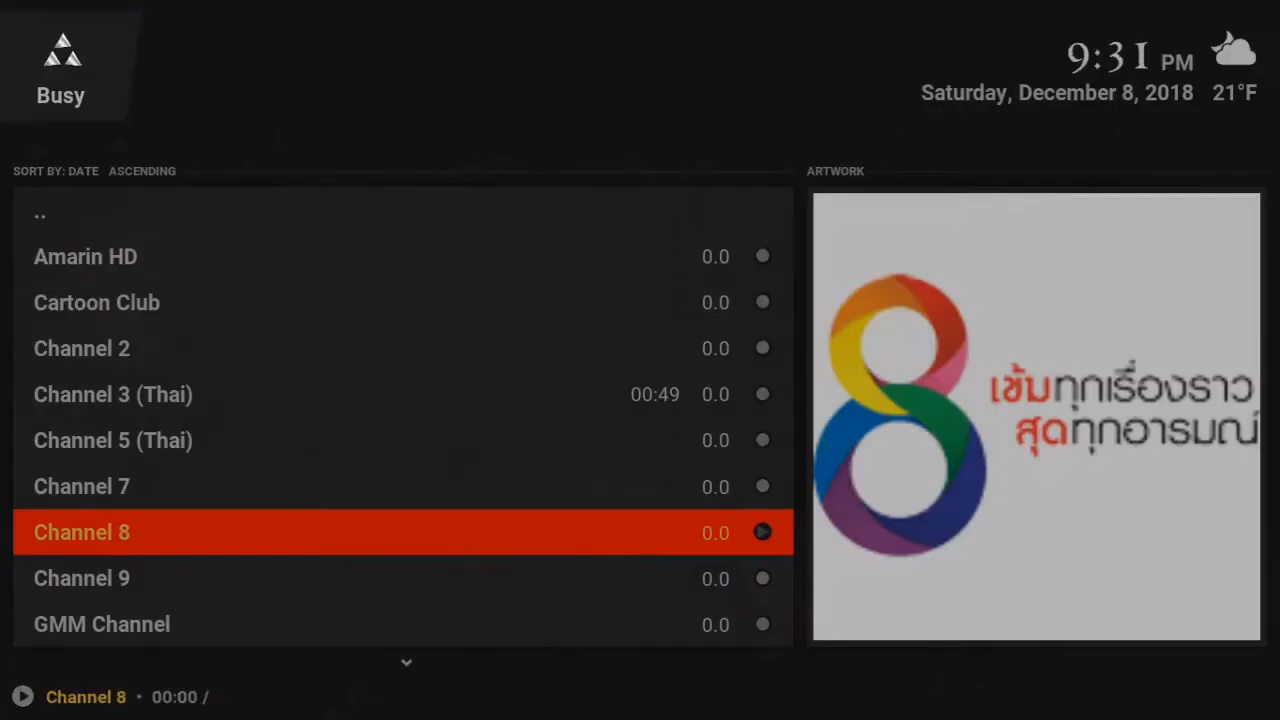 Busy
9:31 PM
Saturday, December 8, 2018 21°F
SORT BY: DATE ASCENDING
ARTWORK
..
Amarin HD 0.0
Cartoon Club 0.0
Channel 2 0.0
Channel 3 (Thai) 00:49 0.0
Channel 5 (Thai) 0.0
Channel 7 0.0
Channel 8 0.0
Channel 9 0.0
GMM Channel 0.0
8
เข้มทุกเรื่องราว
สุดทุกอารมณ์
Channel 8 • 00:00 /